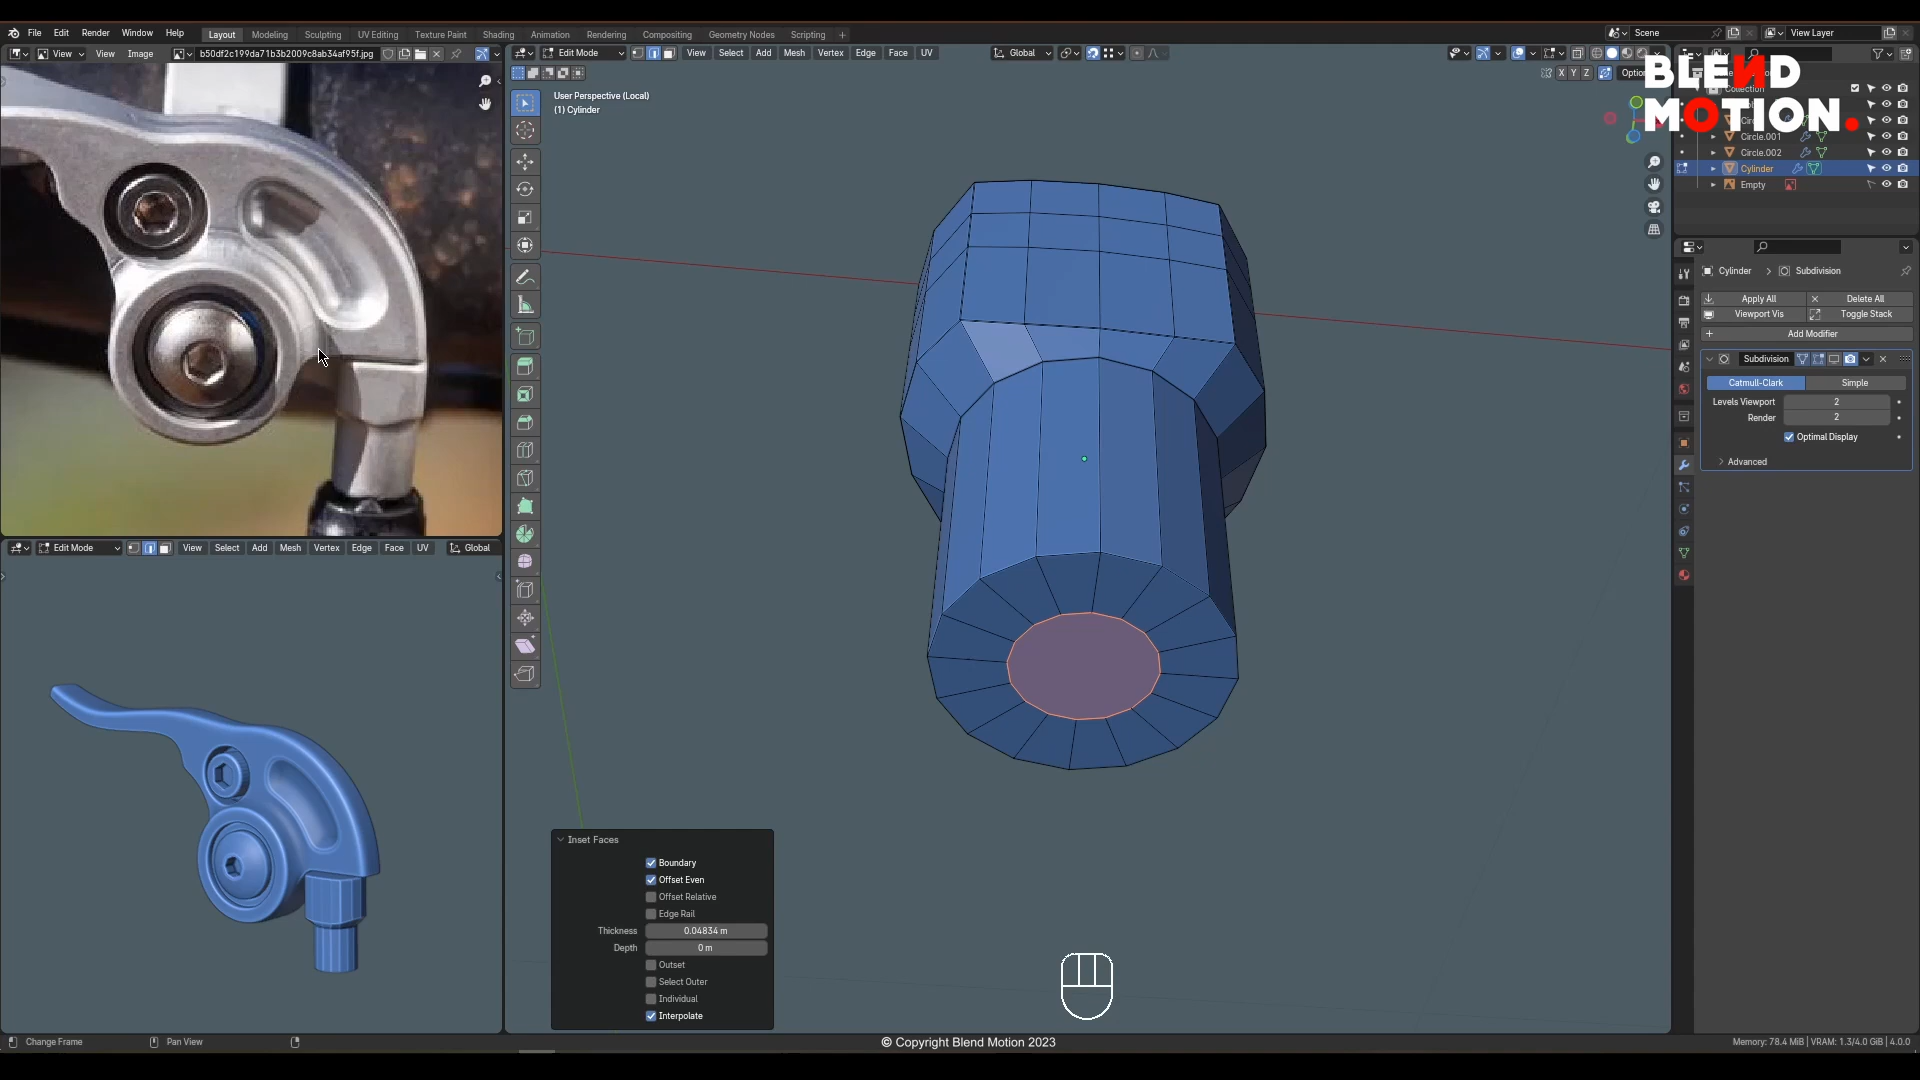 File Edit Render Window Help
Layout Modeling Sculpting UV Editing Texture Paint Shading Animation Rendering Compositing Geometry Nodes Scripting +
Scene
View Layer
View View Image b50df2c199da71b3b2009c8ab34af95f.jpg
Edit Mode View Select Add Mesh Vertex Edge Face UV Global
X Y Z
BLEND
MOTION.
User Perspective (Local)
(1) Cylinder
Circle.001
Circle.002
Cylinder
Empty
Cylinder > Subdivision
Apply All Delete All
Viewport Vis Toggle Stack
Add Modifier
Subdivision
Catmull-Clark Simple
Levels Viewport 2
Render 2
Optimal Display
Advanced
Edit Mode View Select Add Mesh Vertex Edge Face UV Global
Inset Faces
Boundary
Offset Even
Offset Relative
Edge Rail
Thickness 0.04834 m
Depth 0 m
Outset
Select Outer
Individual
Interpolate
Change Frame Pan View
© Copyright Blend Motion 2023
Memory: 78.4 MiB | VRAM: 1.3/4.0 GiB | 4.0.0